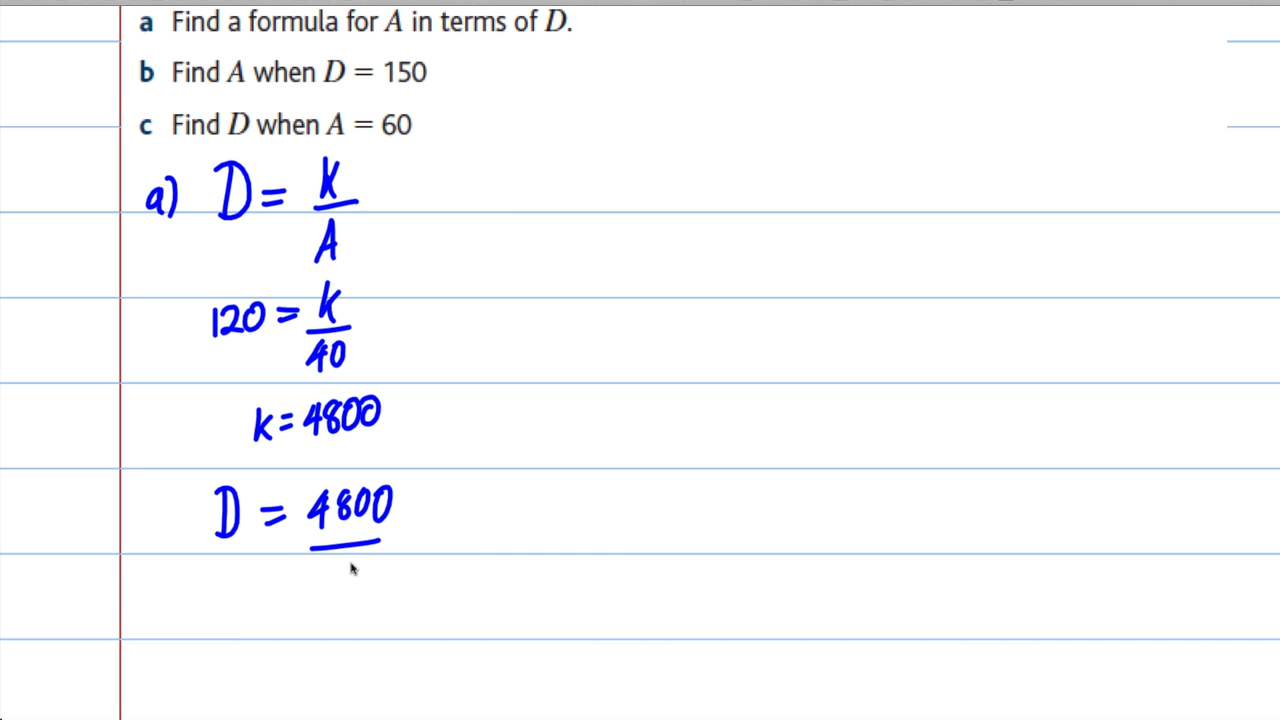 a Find a formula for A in terms of D.
b Find A when D = 150
c Find D when A = 60
a) D = k
A
120 = k
40
k = 4800
D = 4800